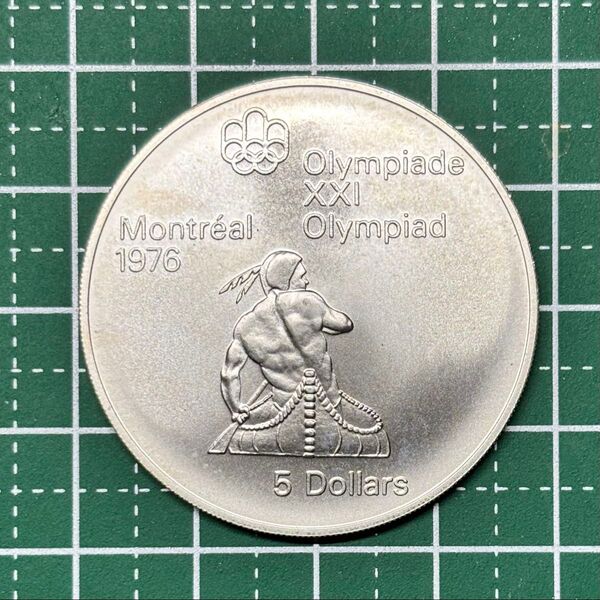 Olympiade
XXI
Olympiad
Montréal
1976
5 Dollars